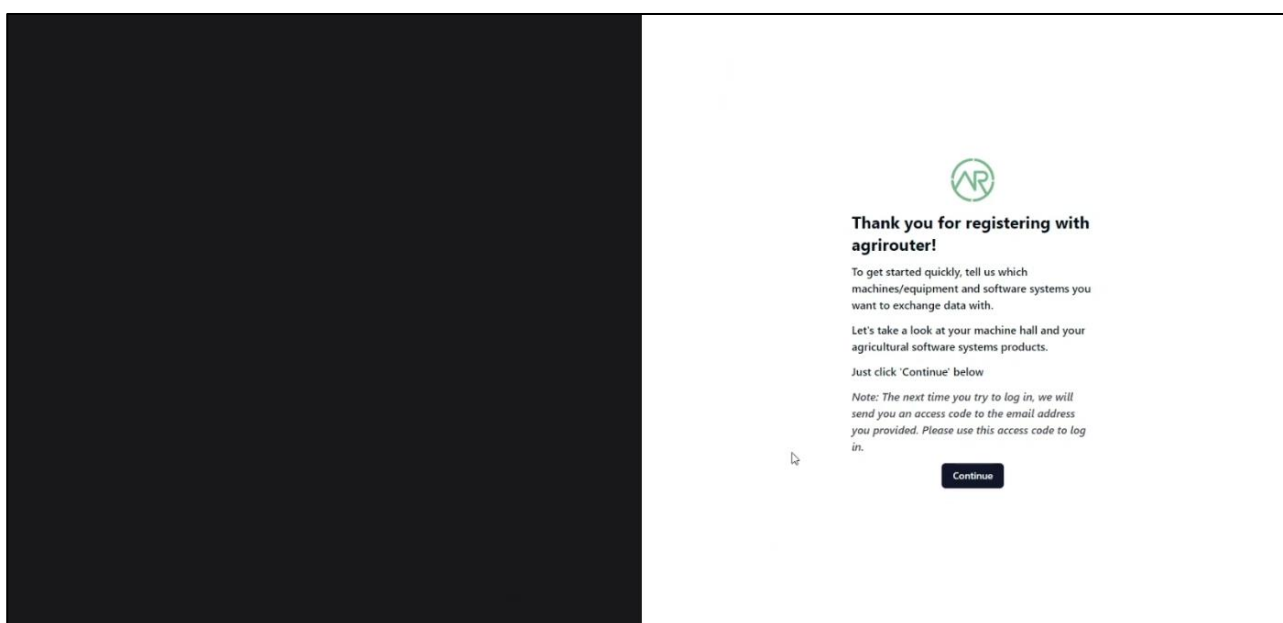 AR
Thank you for registering with
agrirouter!
To get started quickly, tell us which
machines/equipment and software systems you
want to exchange data with.
Let's take a look at your machine hall and your
agricultural software systems products.
Just click 'Continue' below
Note: The next time you try to log in, we will
send you an access code to the email address
you provided. Please use this access code to log
in.
Continue